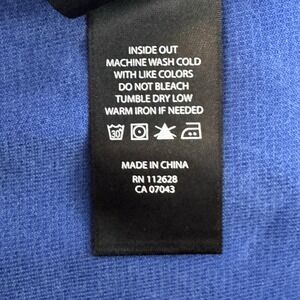 INSIDE OUT
MACHINE WASH COLD
WITH LIKE COLORS
DO NOT BLEACH
TUMBLE DRY LOW
WARM IRON IF NEEDED
30
MADE IN CHINA
RN 112628
CA 07043